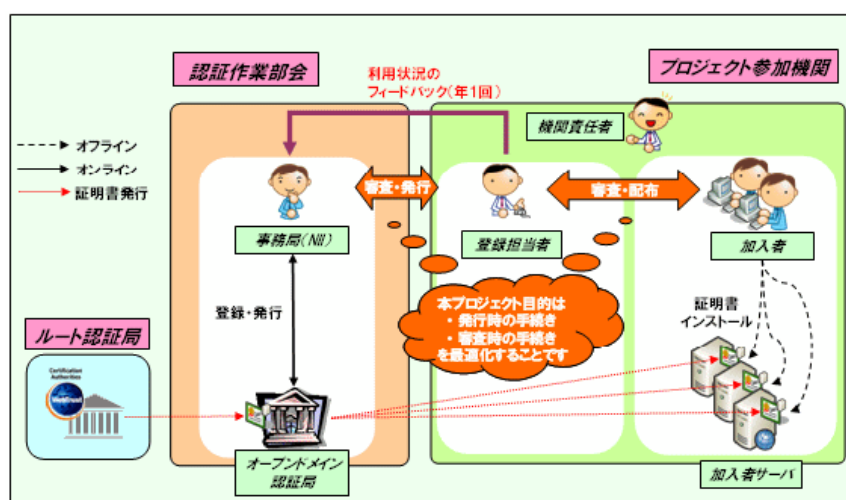 認証作業部会
利用状況の
フィードバック(年1回)
プロジェクト参加機関
機関責任者
オフライン
オンライン
証明書発行
審査・発行
審査・配布
事務局(NII)
登録担当者
加入者
登録・発行
本プロジェクト目的は
・発行時の手続き
・審査時の手続き
を最適化することです
証明書
インストール
ルート認証局
Certification
Authorities
WebTrust
オープンドメイン
認証局
加入者サーバ